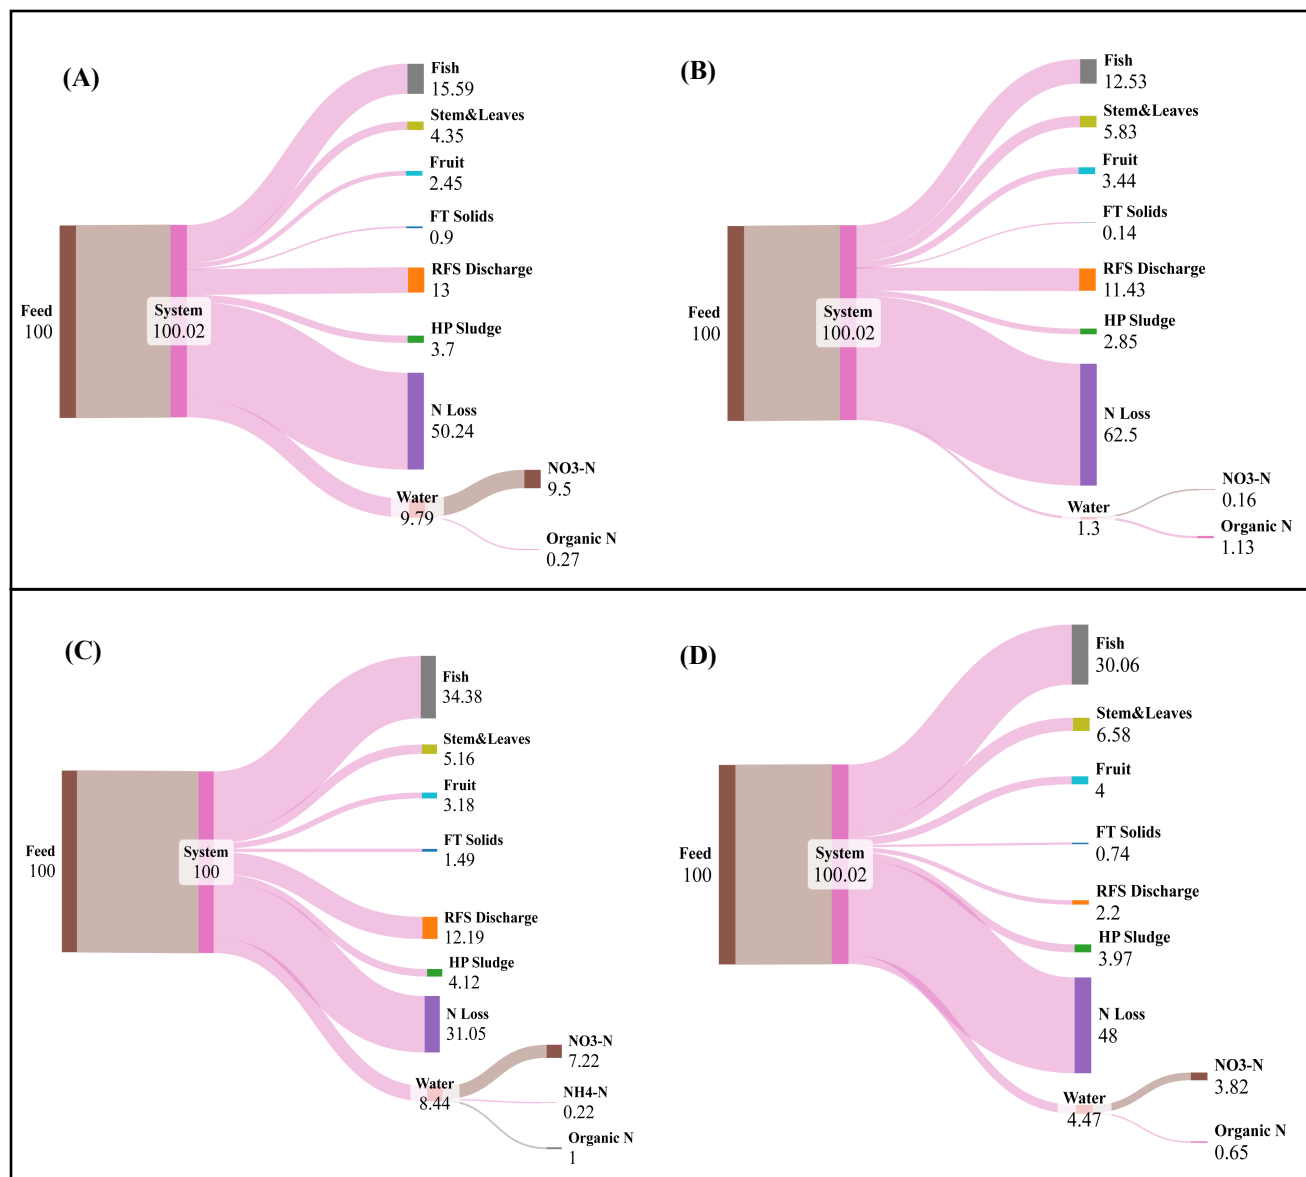 (A)
Fish
15.59
Stem&Leaves
4.35
Fruit
2.45
FT Solids
0.9
RFS Discharge
13
Feed
100
System
100.02
HP Sludge
3.7
N Loss
50.24
Water
9.79
NO3-N
9.5
Organic N
0.27
(B)
Fish
12.53
Stem&Leaves
5.83
Fruit
3.44
FT Solids
0.14
RFS Discharge
11.43
Feed
100
System
100.02
HP Sludge
2.85
N Loss
62.5
Water
1.3
NO3-N
0.16
Organic N
1.13
(C)
Fish
34.38
Stem&Leaves
5.16
Fruit
3.18
FT Solids
1.49
Feed
100
System
100
RFS Discharge
12.19
HP Sludge
4.12
N Loss
31.05
Water
8.44
NO3-N
7.22
NH4-N
0.22
Organic N
1
(D)
Fish
30.06
Stem&Leaves
6.58
Fruit
4
FT Solids
0.74
Feed
100
System
100.02
RFS Discharge
2.2
HP Sludge
3.97
N Loss
48
Water
4.47
NO3-N
3.82
Organic N
0.65